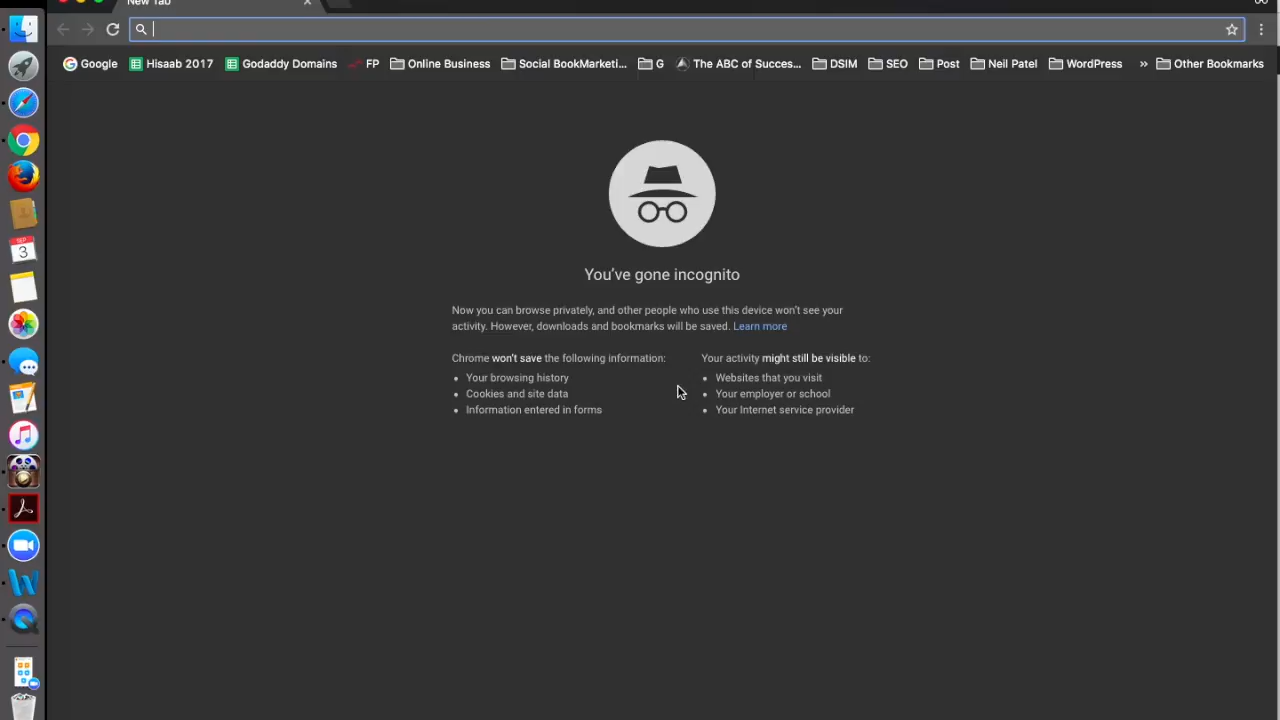 New Tab
Google Hisaab 2017 Godaddy Domains FP Online Business Social BookMarketi... G The ABC of Succes... DSIM SEO Post Neil Patel WordPress » Other Bookmarks
SEP
3
You've gone incognito
Now you can browse privately, and other people who use this device won't see your
activity. However, downloads and bookmarks will be saved. Learn more
Chrome won't save the following information:
Your browsing history
Cookies and site data
Information entered in forms
Your activity might still be visible to:
Websites that you visit
Your employer or school
Your Internet service provider